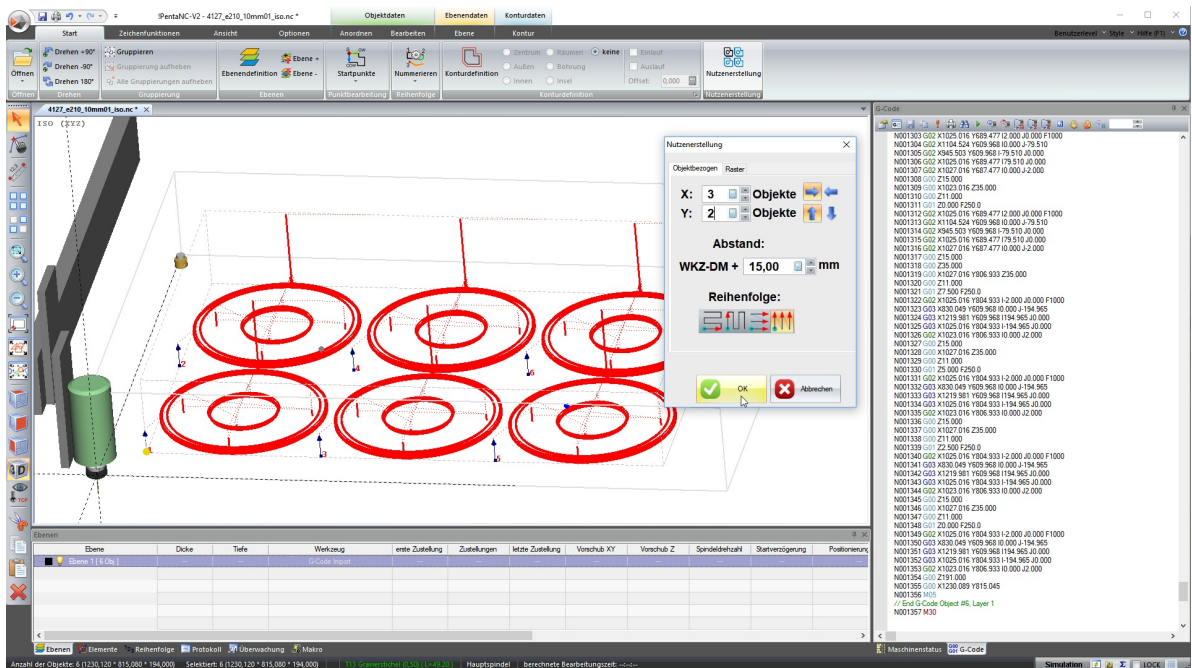 !PentaNC-V2 - 4127_e210_10mm01_iso.nc *
Objektdaten
Ebenendaten
Konturdaten
Start
Zeichenfunktionen
Ansicht
Optionen
Anordnen
Bearbeiten
Ebene
Kontur
Benutzerlevel
Style
Hilfe (F1)
Öffnen
Drehen +90°
Drehen -90°
Drehen 180°
Gruppieren
Gruppierung aufheben
Alle Gruppierungen aufheben
Ebenendefinition
Ebene +
Ebene -
Startpunkte
Nummerieren
Konturdefinition
Zentrum
Räumen
keine
Außen
Bohrung
Innen
Inset
Einlauf
Auslauf
Offset:
0,000
Nutzenerstellung
Öffnen
Drehen
Gruppierung
Ebenen
Punktbearbeitung
Reihenfolge
Konturdefinition
Nutzenerstellung
4127_e210_10mm01_iso.nc *
ISO (XYZ)
2
4
6
1
3
5
3D
TOP
Nutzenerstellung
Objektbezogen
Raster
X: 3 Objekte
Y: 2 Objekte
Abstand:
WKZ-DM + 15,00 mm
Reihenfolge:
OK
Abbrechen
G-Code
N001303 G02 X1025.016 Y689.477 I2.000 J0.000 F1000
N001304 G02 X1104.524 Y609.968 I0.000 J-79.510
N001305 G02 X945.503 Y609.968 I-79.510 J0.000
N001306 G02 X1025.016 Y689.477 I79.510 J0.000
N001307 G02 X1027.016 Y687.477 I0.000 J-2.000
N001308 G00 Z15.000
N001309 G00 X1023.016 Z35.000
N001310 G00 Z11.000
N001311 G01 Z0.000 F250.0
N001312 G02 X1025.016 Y689.477 I2.000 J0.000 F1000
N001313 G02 X1104.524 Y609.968 I0.000 J-79.510
N001314 G02 X945.503 Y609.968 I-79.510 J0.000
N001315 G02 X1025.016 Y689.477 I79.510 J0.000
N001316 G02 X1027.016 Y687.477 I0.000 J-2.000
N001317 G00 Z15.000
N001318 G00 Z35.000
N001319 G00 X1027.016 Y806.933 Z35.000
N001320 G00 Z11.000
N001321 G01 Z7.500 F250.0
N001322 G02 X1025.016 Y804.933 I-2.000 J0.000 F1000
N001323 G03 X830.049 Y609.968 I0.000 J-194.965
N001324 G03 X1219.981 Y609.968 I194.965 J0.000
N001325 G03 X1025.016 Y804.933 I-194.965 J0.000
N001326 G02 X1023.016 Y806.933 I0.000 J2.000
N001327 G00 Z15.000
N001328 G00 X1027.016 Z35.000
N001329 G00 Z11.000
N001330 G01 Z5.000 F250.0
N001331 G02 X1025.016 Y804.933 I-2.000 J0.000 F1000
N001332 G03 X830.049 Y609.968 I0.000 J-194.965
N001333 G03 X1219.981 Y609.968 I194.965 J0.000
N001334 G03 X1025.016 Y804.933 I-194.965 J0.000
N001335 G02 X1023.016 Y806.933 I0.000 J2.000
N001336 G00 Z15.000
N001337 G00 X1027.016 Z35.000
N001338 G00 Z11.000
N001339 G01 Z2.500 F250.0
N001340 G02 X1025.016 Y804.933 I-2.000 J0.000 F1000
N001341 G03 X830.049 Y609.968 I0.000 J-194.965
N001342 G03 X1219.981 Y609.968 I194.965 J0.000
N001343 G03 X1025.016 Y804.933 I-194.965 J0.000
N001344 G02 X1023.016 Y806.933 I0.000 J2.000
N001345 G00 Z15.000
N001346 G00 X1027.016 Z35.000
N001347 G00 Z11.000
N001348 G01 Z0.000 F250.0
N001349 G02 X1025.016 Y804.933 I-2.000 J0.000 F1000
N001350 G03 X830.049 Y609.968 I0.000 J-194.965
N001351 G03 X1219.981 Y609.968 I194.965 J0.000
N001352 G03 X1025.016 Y804.933 I-194.965 J0.000
N001353 G02 X1023.016 Y806.933 I0.000 J2.000
N001354 G00 Z191.000
N001355 G00 X1230.089 Y815.045
N001356 M05
// End G-Code Object #6, Layer 1
N001357 M30
Ebenen
Ebene
Dicke
Tiefe
Werkzeug
erste Zustellung
Zustellungen
letzte Zustellung
Vorschub XY
Vorschub Z
Spindeldrehzahl
Startverzögerung
Positionierung
Ebene 1 [ 6 Obj ]
G-Code Import
Ebenen
Elemente
Reihenfolge
Protokoll
Überwachung
Makro
Maschinenstatus
G-Code
Anzahl der Objekte: 6 (1230,120 * 815,080 * 194,000)
Selektiert: 6 (1230,120 * 815,080 * 194,000)
T13 Gravierstichel (0,50) ( L=49.20 )
Hauptspindel
berechnete Bearbeitungszeit: --:--:--
Simulation
LOCK